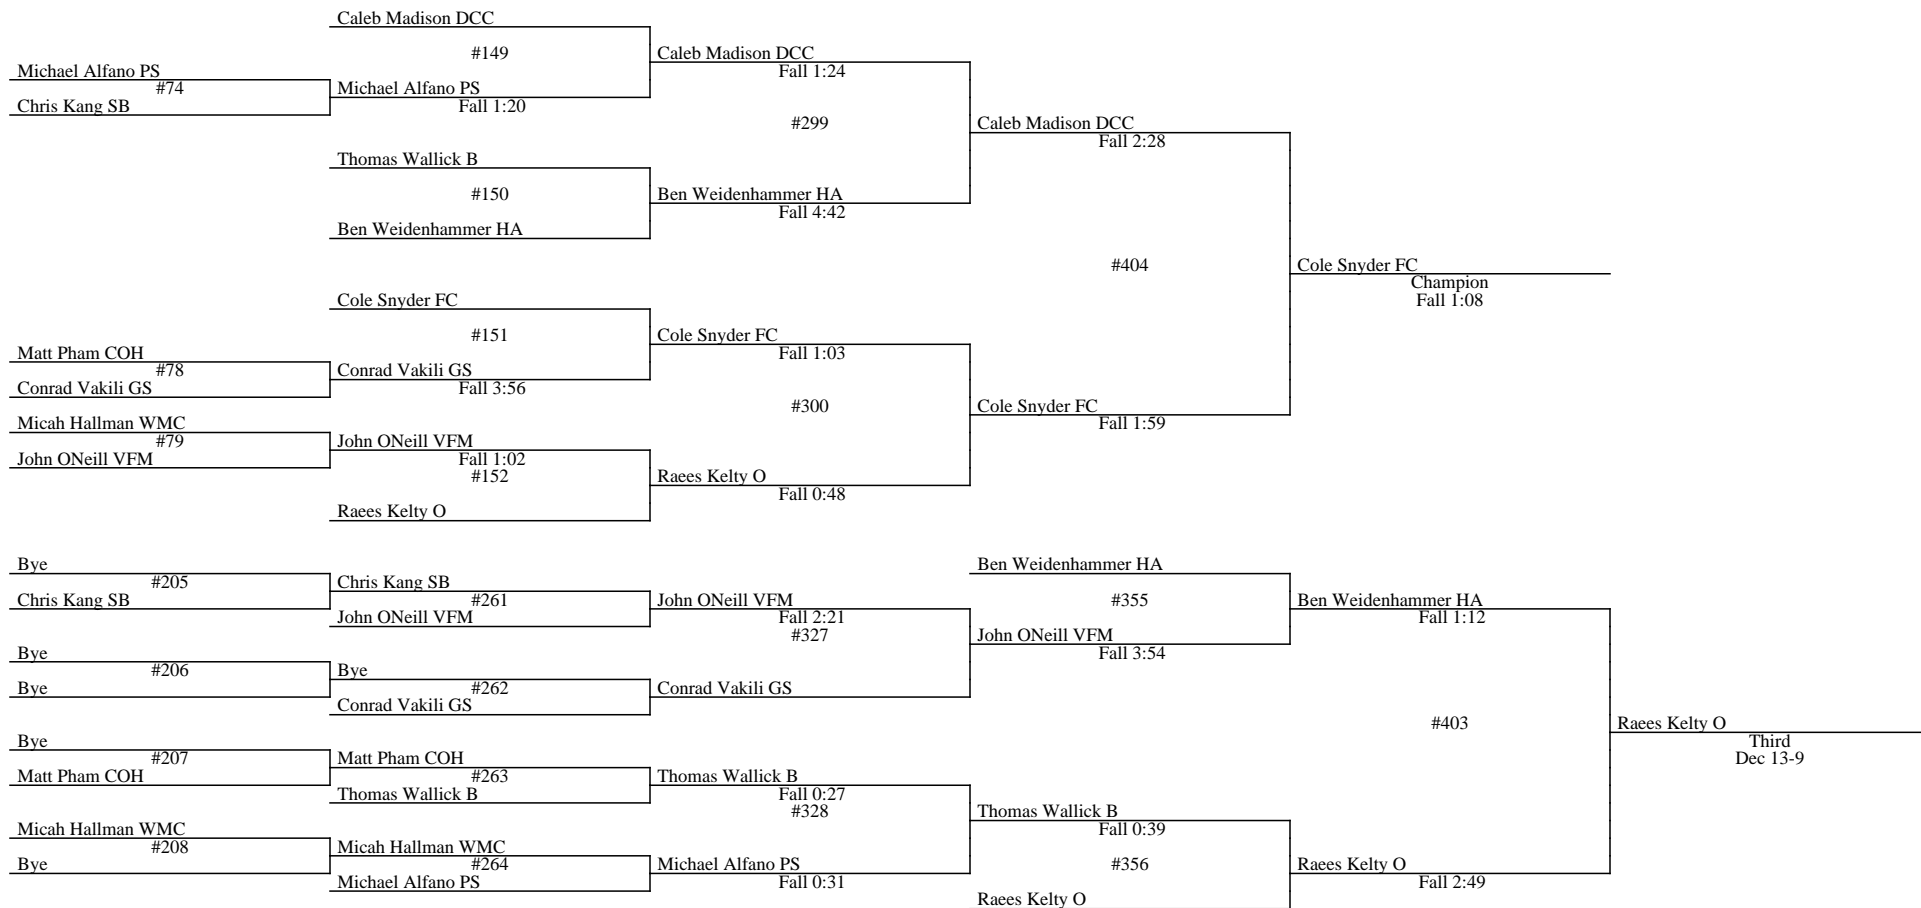 Caleb Madison DCC
#149
Caleb Madison DCC
Michael Alfano PS
Fall 1:24
#74
Michael Alfano PS
Chris Kang SB
Fall 1:20
#299
Caleb Madison DCC
Fall 2:28
Thomas Wallick B
#150
Ben Weidenhammer HA
Fall 4:42
Ben Weidenhammer HA
#404
Cole Snyder FC
Champion
Fall 1:08
Cole Snyder FC
#151
Cole Snyder FC
Matt Pham COH
Fall 1:03
#78
Conrad Vakili GS
Conrad Vakili GS
Fall 3:56
#300
Cole Snyder FC
Fall 1:59
Micah Hallman WMC
#79
John ONeill VFM
John ONeill VFM
Fall 1:02
#152
Raees Kelty O
Fall 0:48
Raees Kelty O
Bye
#205
Chris Kang SB
Chris Kang SB
#261
John ONeill VFM
John ONeill VFM
Fall 2:21
#327
Ben Weidenhammer HA
#355
Ben Weidenhammer HA
Fall 1:12
John ONeill VFM
Fall 3:54
Bye
#206
Bye
Bye
#262
Conrad Vakili GS
Conrad Vakili GS
#403
Raees Kelty O
Third
Dec 13-9
Bye
#207
Matt Pham COH
Matt Pham COH
#263
Thomas Wallick B
Thomas Wallick B
Fall 0:27
#328
Thomas Wallick B
Fall 0:39
Micah Hallman WMC
#208
Micah Hallman WMC
Bye
#264
Michael Alfano PS
Michael Alfano PS
Fall 0:31
#356
Raees Kelty O
Fall 2:49
Raees Kelty O